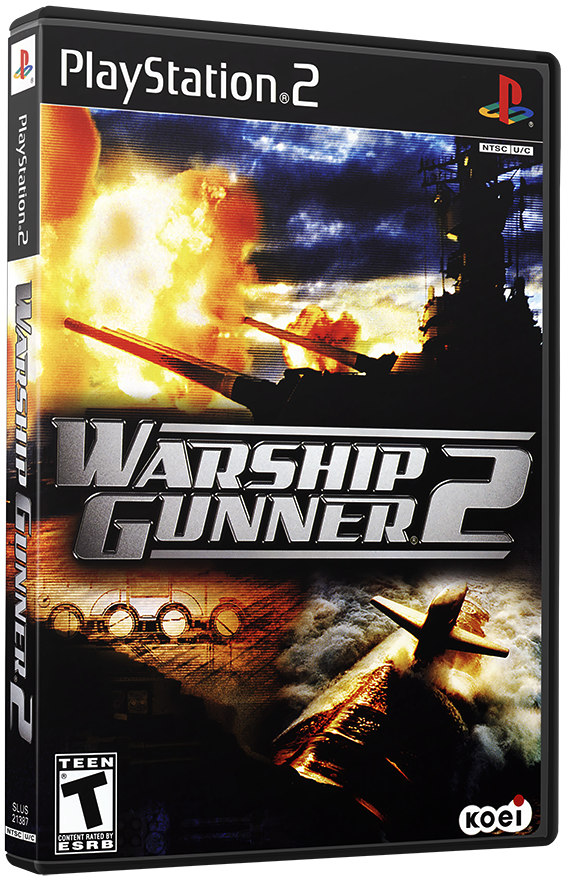 PlayStation®2
NTSC U/C
WARSHIP
GUNNER®2
TEEN
T
®
CONTENT RATED BY
ESRB
KOEI
PlayStation®2
WARSHIP GUNNER®2
SLUS
21387
NTSC U/C